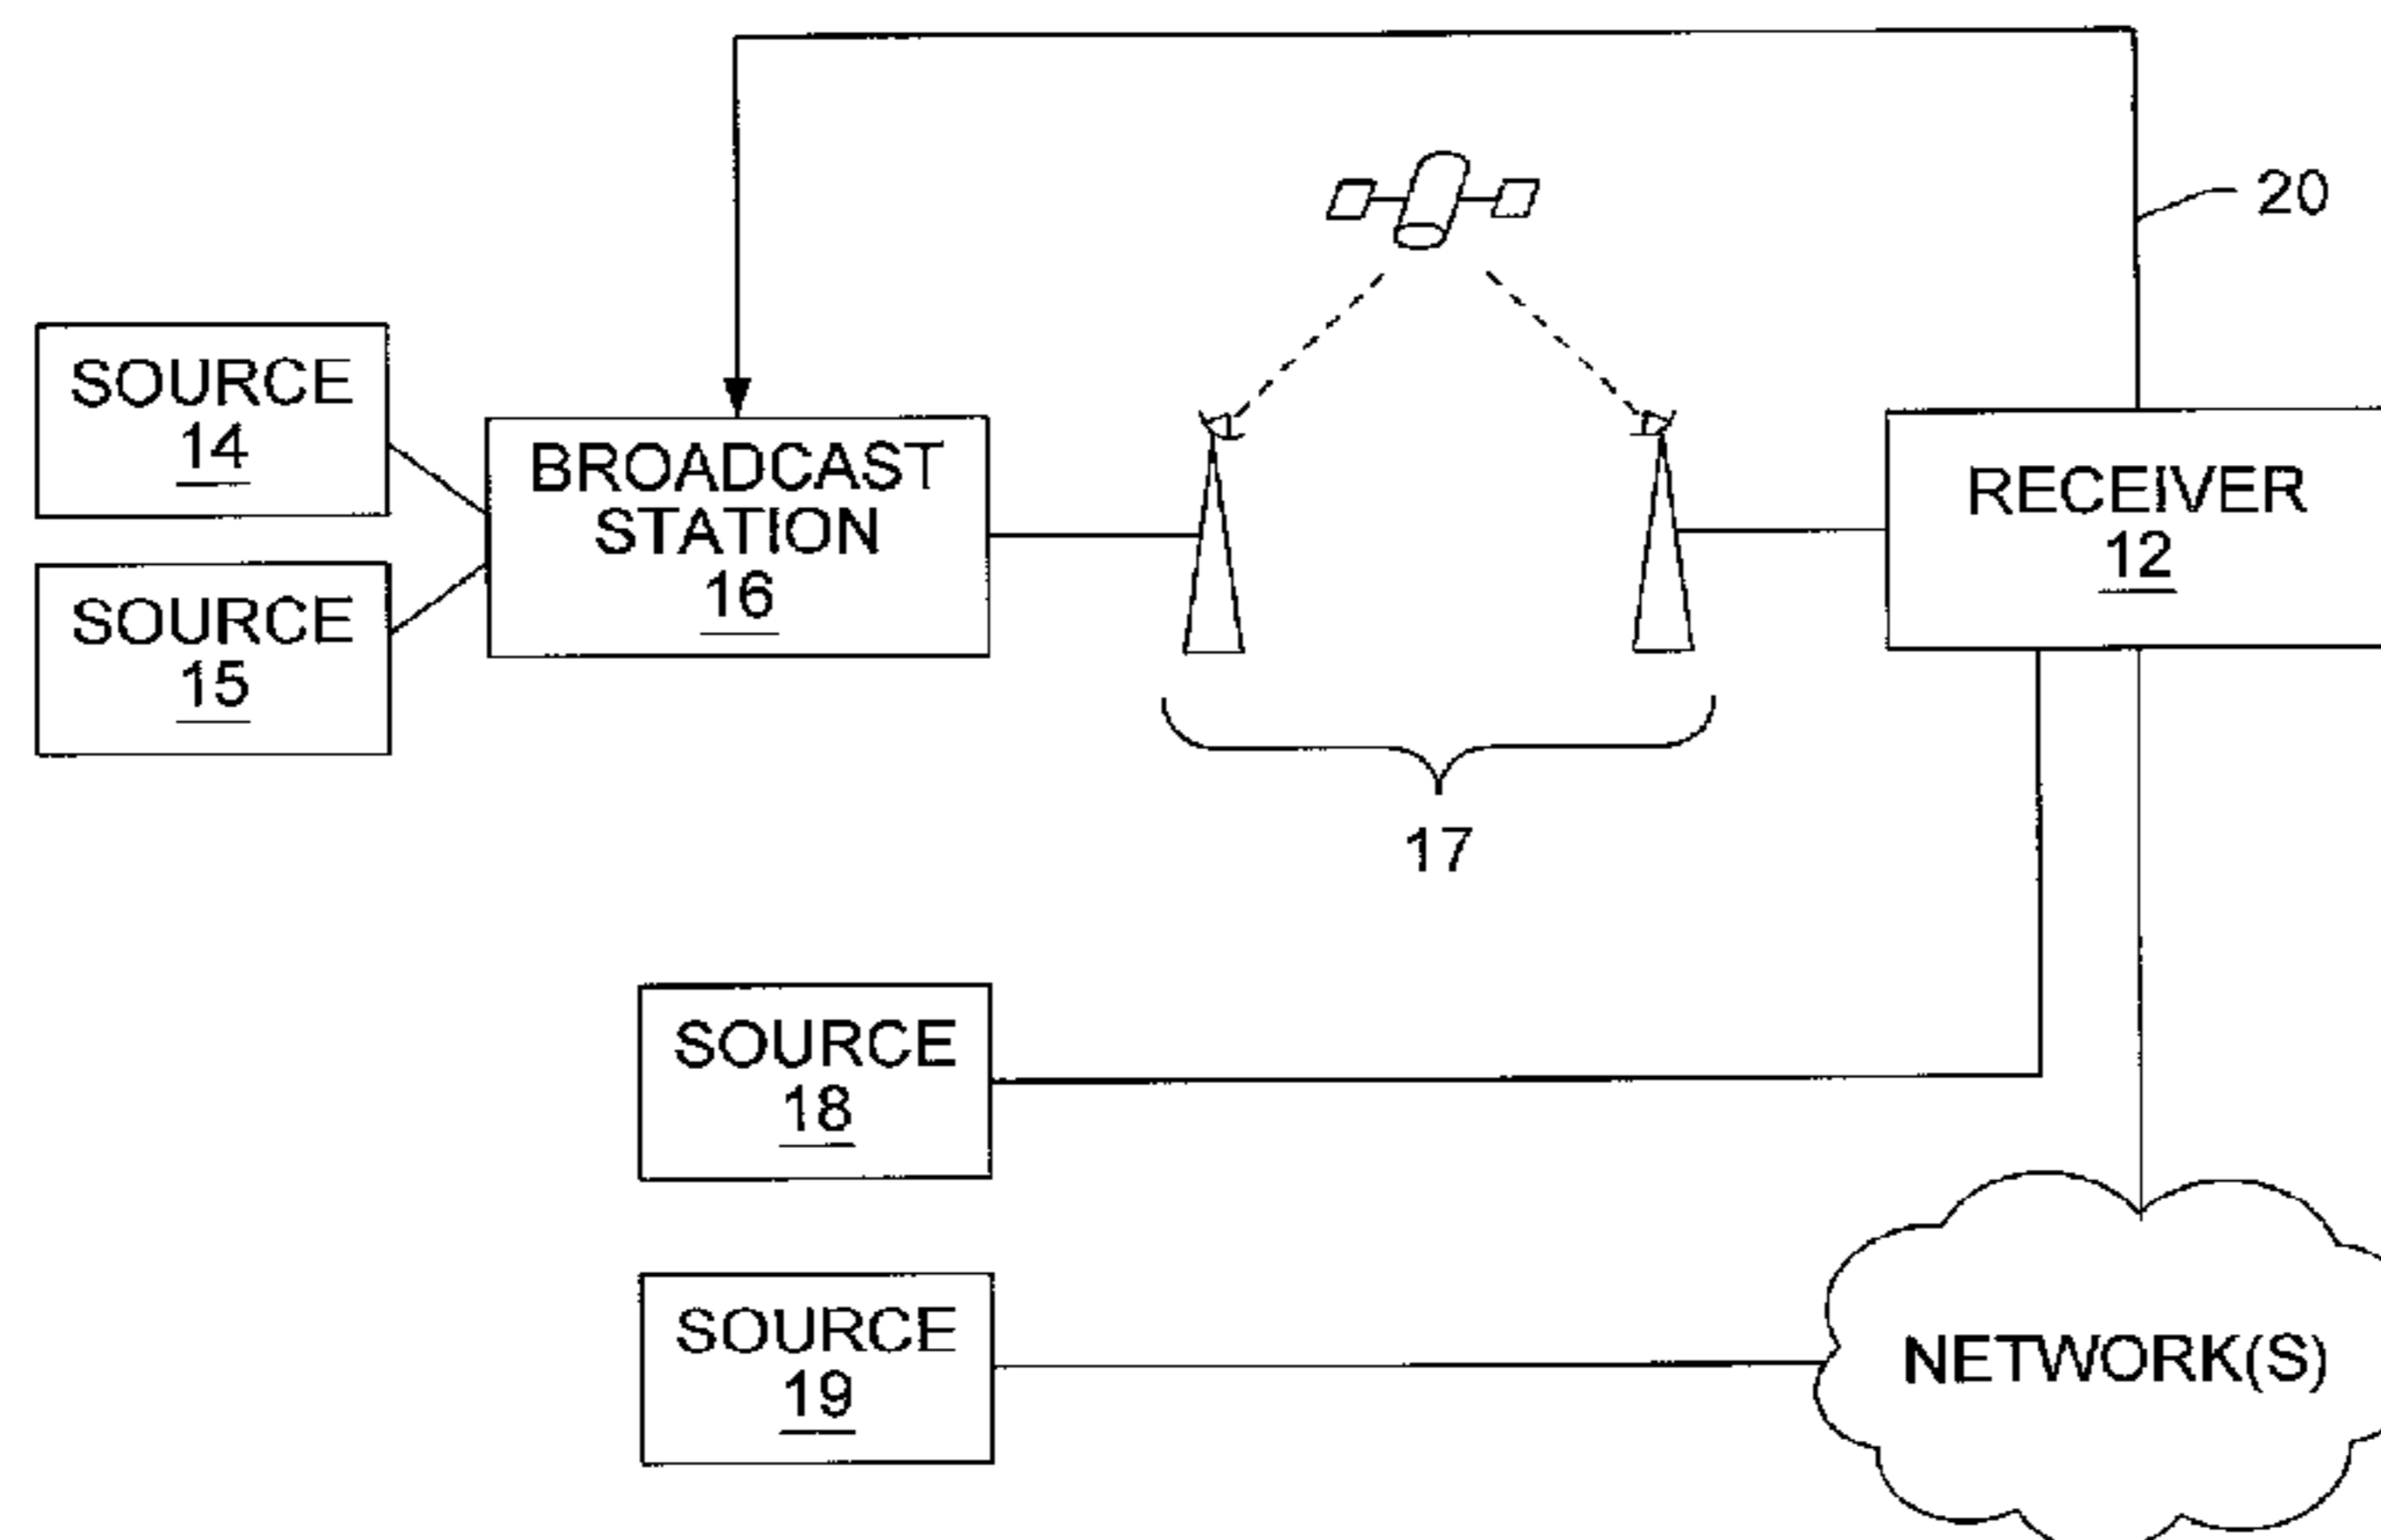 20
SOURCE
14
BROADCAST
STATION
16
RECEIVER
12
SOURCE
15
17
SOURCE
18
SOURCE
19
NETWORK(S)